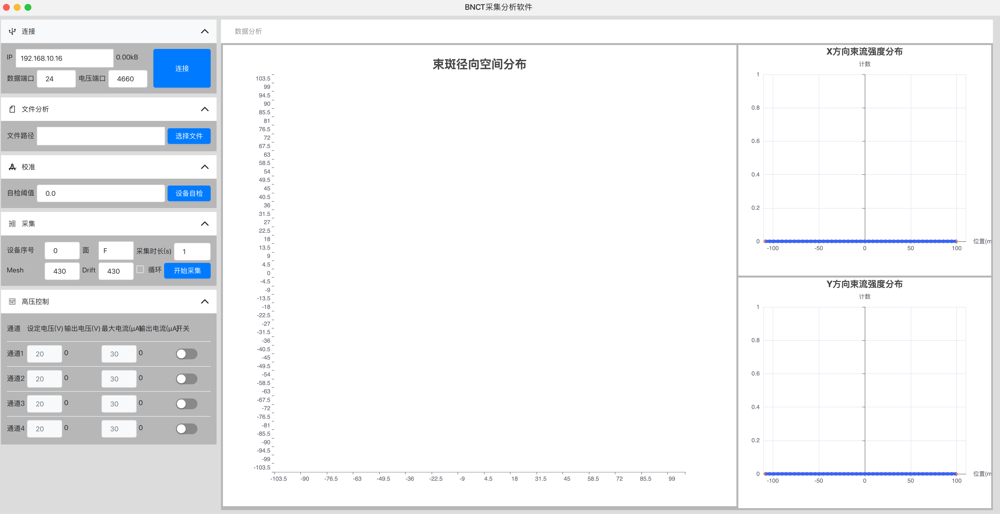 BNCT采集分析软件
连接
IP 192.168.10.16 0.00kB 连接
数据端口 24 电压端口 4660
文件分析
文件路径 选择文件
校准
自检阈值 0.0 设备自检
采集
设备序号 0 面 F 采集时长(s) 1
Mesh 430 Drift 430 循环 开始采集
高压控制
通道 设定电压(V) 输出电压(V) 最大电流(μA) 输出电流(μA) 开关
通道1 20 0 30 0
通道2 20 0 30 0
通道3 20 0 30 0
通道4 20 0 30 0
数据分析
束斑径向空间分布
103.5
99
94.5
90
85.5
81
76.5
72
67.5
63
58.5
54
49.5
45
40.5
36
31.5
27
22.5
18
13.5
9
4.5
0
-4.5
-9
-13.5
-18
-22.5
-27
-31.5
-36
-40.5
-45
-49.5
-54
-58.5
-63
-67.5
-72
-76.5
-81
-85.5
-90
-94.5
-99
-103.5
-103.5 -90 -76.5 -63 -49.5 -36 -22.5 -9 4.5 18 31.5 45 58.5 72 85.5 99
X方向束流强度分布
计数
1
0.8
0.6
0.4
0.2
0 位置(m
-100 -50 0 50 100
Y方向束流强度分布
计数
1
0.8
0.6
0.4
0.2
0 位置(m
-100 -50 0 50 100